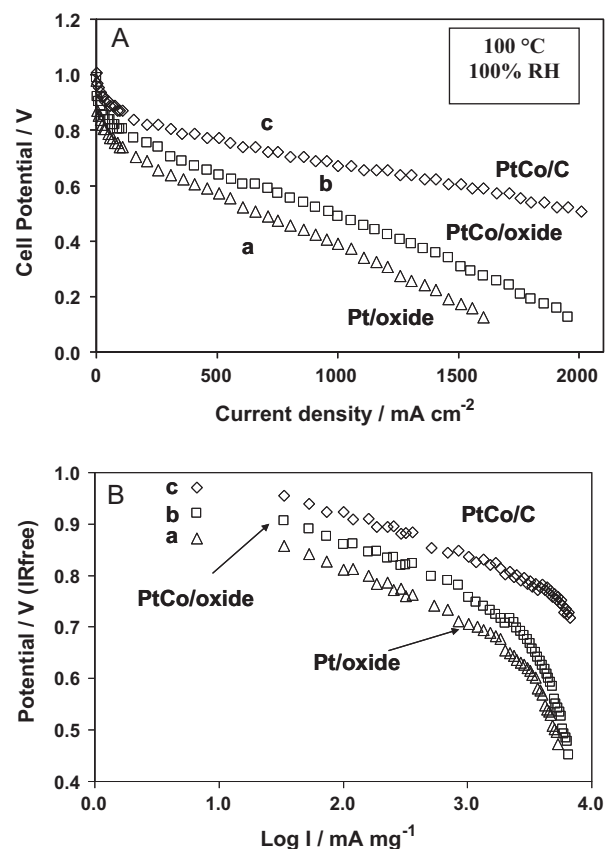 A
100 °C
100% RH
1.2
1.0
0.8
0.6
0.4
0.2
0.0
Cell Potential / V
c
b
a
PtCo/C
PtCo/oxide
Pt/oxide
0
500
1000
1500
2000
Current density / mA cm⁻²
B
c
b
a
PtCo/C
PtCo/oxide
Pt/oxide
1.0
0.9
0.8
0.7
0.6
0.5
0.4
Potential / V (IRfree)
0.0
1.0
2.0
3.0
4.0
Log I / mA mg⁻¹